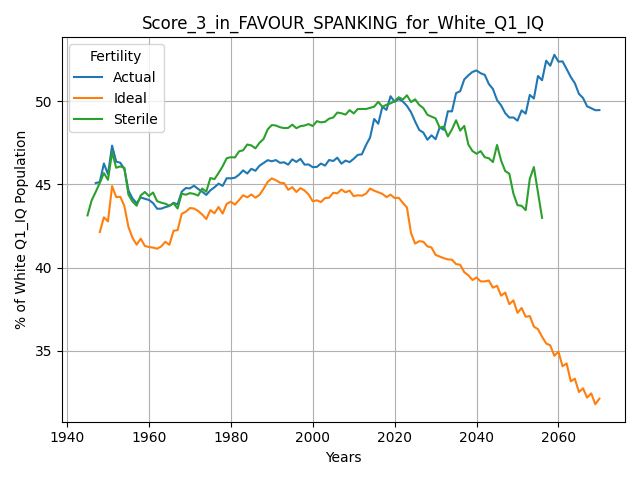 Score_3_in_FAVOUR_SPANKING_for_White_Q1_IQ
Fertility
Actual
Ideal
Sterile
% of White Q1_IQ Population
50
45
40
35
1940
1960
1980
2000
2020
2040
2060
Years